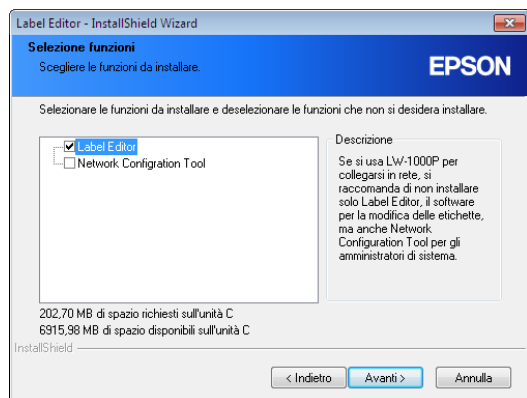 Label Editor - InstallShield Wizard
Selezione funzioni
Scegliere le funzioni da installare.
EPSON
Selezionare le funzioni da installare e deselezionare le funzioni che non si desidera installare.
Label Editor
Network Configration Tool
Descrizione
Se si usa LW-1000P per
collegarsi in rete, si
raccomanda di non installare
solo Label Editor, il software
per la modifica delle etichette,
ma anche Network
Configuration Tool per gli
amministratori di sistema.
202,70 MB di spazio richiesti sull'unità C
6915,98 MB di spazio disponibili sull'unità C
InstallShield
< Indietro
Avanti >
Annulla